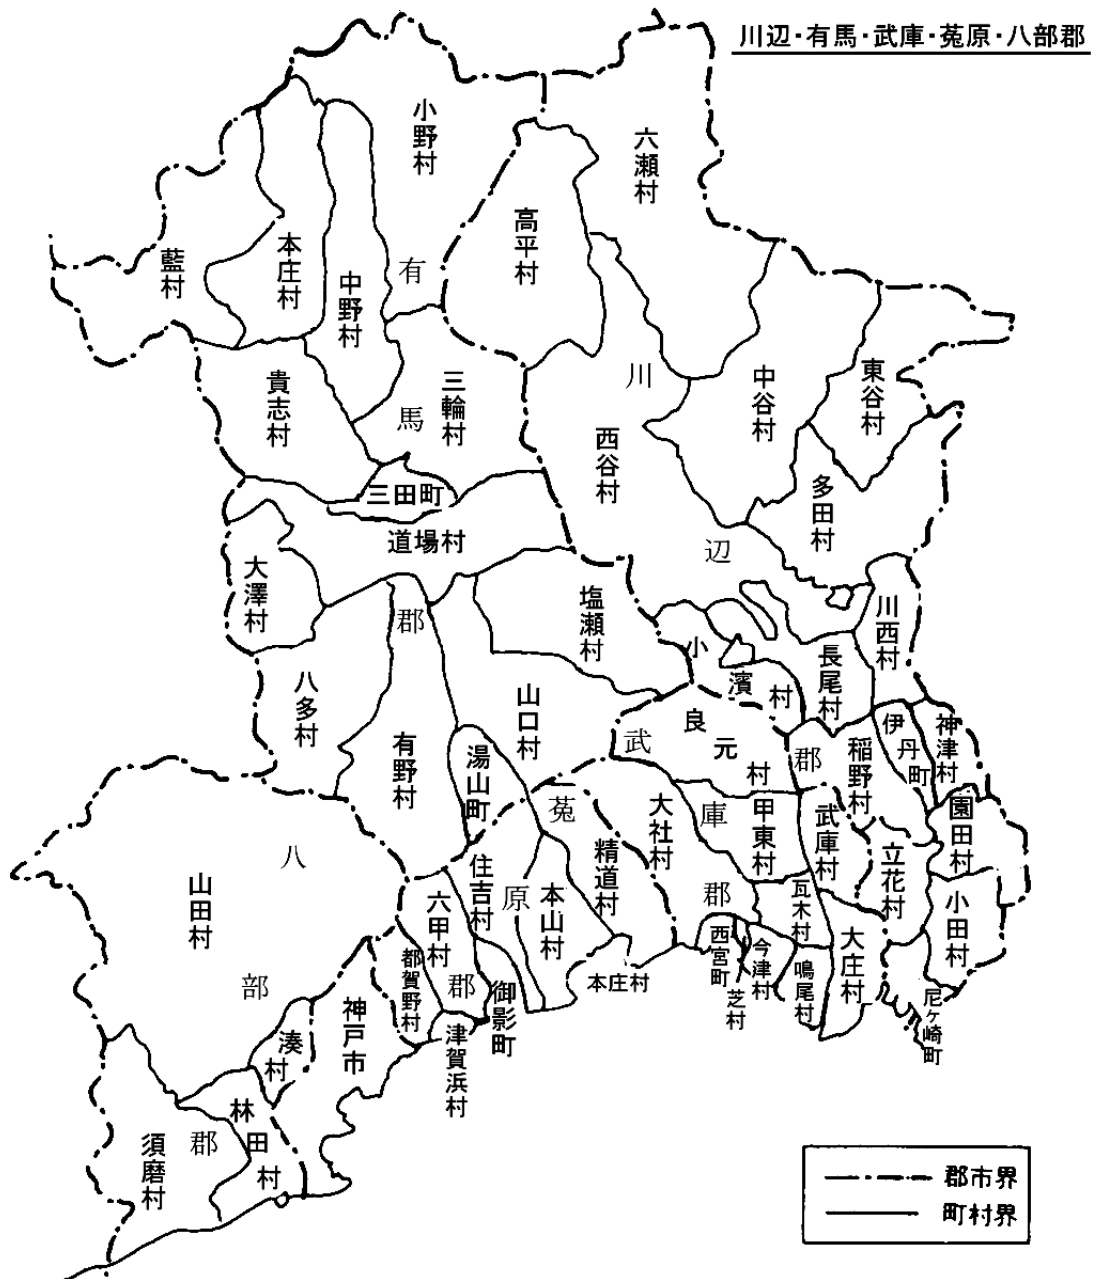 川辺・有馬・武庫・菟原・八部郡
小野村
六瀬村
高平村
藍村
本庄村
中野村
有
馬
郡
貴志村
三輪村
川
辺
郡
西谷村
中谷村
東谷村
多田村
三田町
道場村
大澤村
塩瀬村
川西村
小濱村
長尾村
八多村
有野村
山口村
湯山町
良元村
武
庫
郡
伊丹町
神津村
稲野村
園田村
武庫村
甲東村
大社村
菟
原
郡
精道村
立花村
小田村
住吉村
本山村
瓦木村
大庄村
八
部
郡
山田村
六甲村
都賀野村
御影町
本庄村
西宮町
芝村
今津村
鳴尾村
尼ヶ崎町
神戸市
津賀浜村
湊村
林田村
須磨村
郡市界
町村界